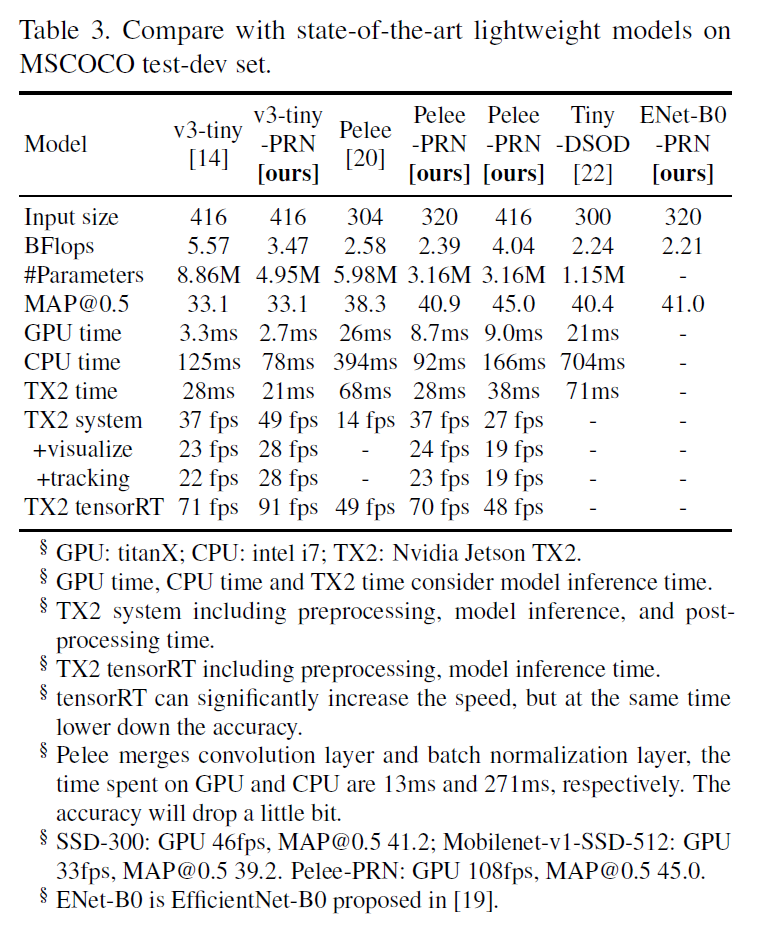 Table 3. Compare with state-of-the-art lightweight models on
MSCOCO test-dev set.
Model v3-tiny [14] v3-tiny -PRN [ours] Pelee [20] Pelee -PRN [ours] Pelee -PRN [ours] Tiny -DSOD [22] ENet-B0 -PRN [ours]
Input size 416 416 304 320 416 300 320
BFlops 5.57 3.47 2.58 2.39 4.04 2.24 2.21
#Parameters 8.86M 4.95M 5.98M 3.16M 3.16M 1.15M -
MAP@0.5 33.1 33.1 38.3 40.9 45.0 40.4 41.0
GPU time 3.3ms 2.7ms 26ms 8.7ms 9.0ms 21ms -
CPU time 125ms 78ms 394ms 92ms 166ms 704ms -
TX2 time 28ms 21ms 68ms 28ms 38ms 71ms -
TX2 system 37 fps 49 fps 14 fps 37 fps 27 fps - -
+visualize 23 fps 28 fps - 24 fps 19 fps - -
+tracking 22 fps 28 fps - 23 fps 19 fps - -
TX2 tensorRT 71 fps 91 fps 49 fps 70 fps 48 fps - -
§ GPU: titanX; CPU: intel i7; TX2: Nvidia Jetson TX2.
§ GPU time, CPU time and TX2 time consider model inference time.
§ TX2 system including preprocessing, model inference, and post-
processing time.
§ TX2 tensorRT including preprocessing, model inference time.
§ tensorRT can significantly increase the speed, but at the same time
lower down the accuracy.
§ Pelee merges convolution layer and batch normalization layer, the
time spent on GPU and CPU are 13ms and 271ms, respectively. The
accuracy will drop a little bit.
§ SSD-300: GPU 46fps, MAP@0.5 41.2; Mobilenet-v1-SSD-512: GPU
33fps, MAP@0.5 39.2. Pelee-PRN: GPU 108fps, MAP@0.5 45.0.
§ ENet-B0 is EfficientNet-B0 proposed in [19].